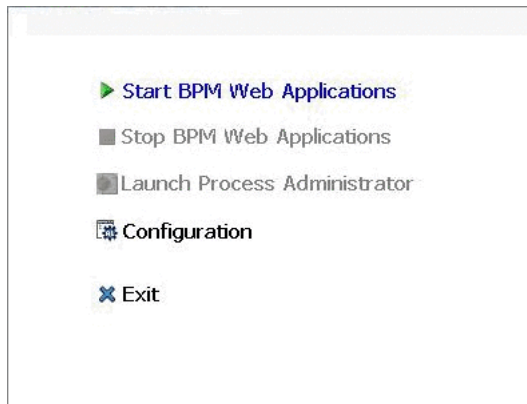 Start BPM Web Applications
Stop BPM Web Applications
Launch Process Administrator
Configuration
Exit